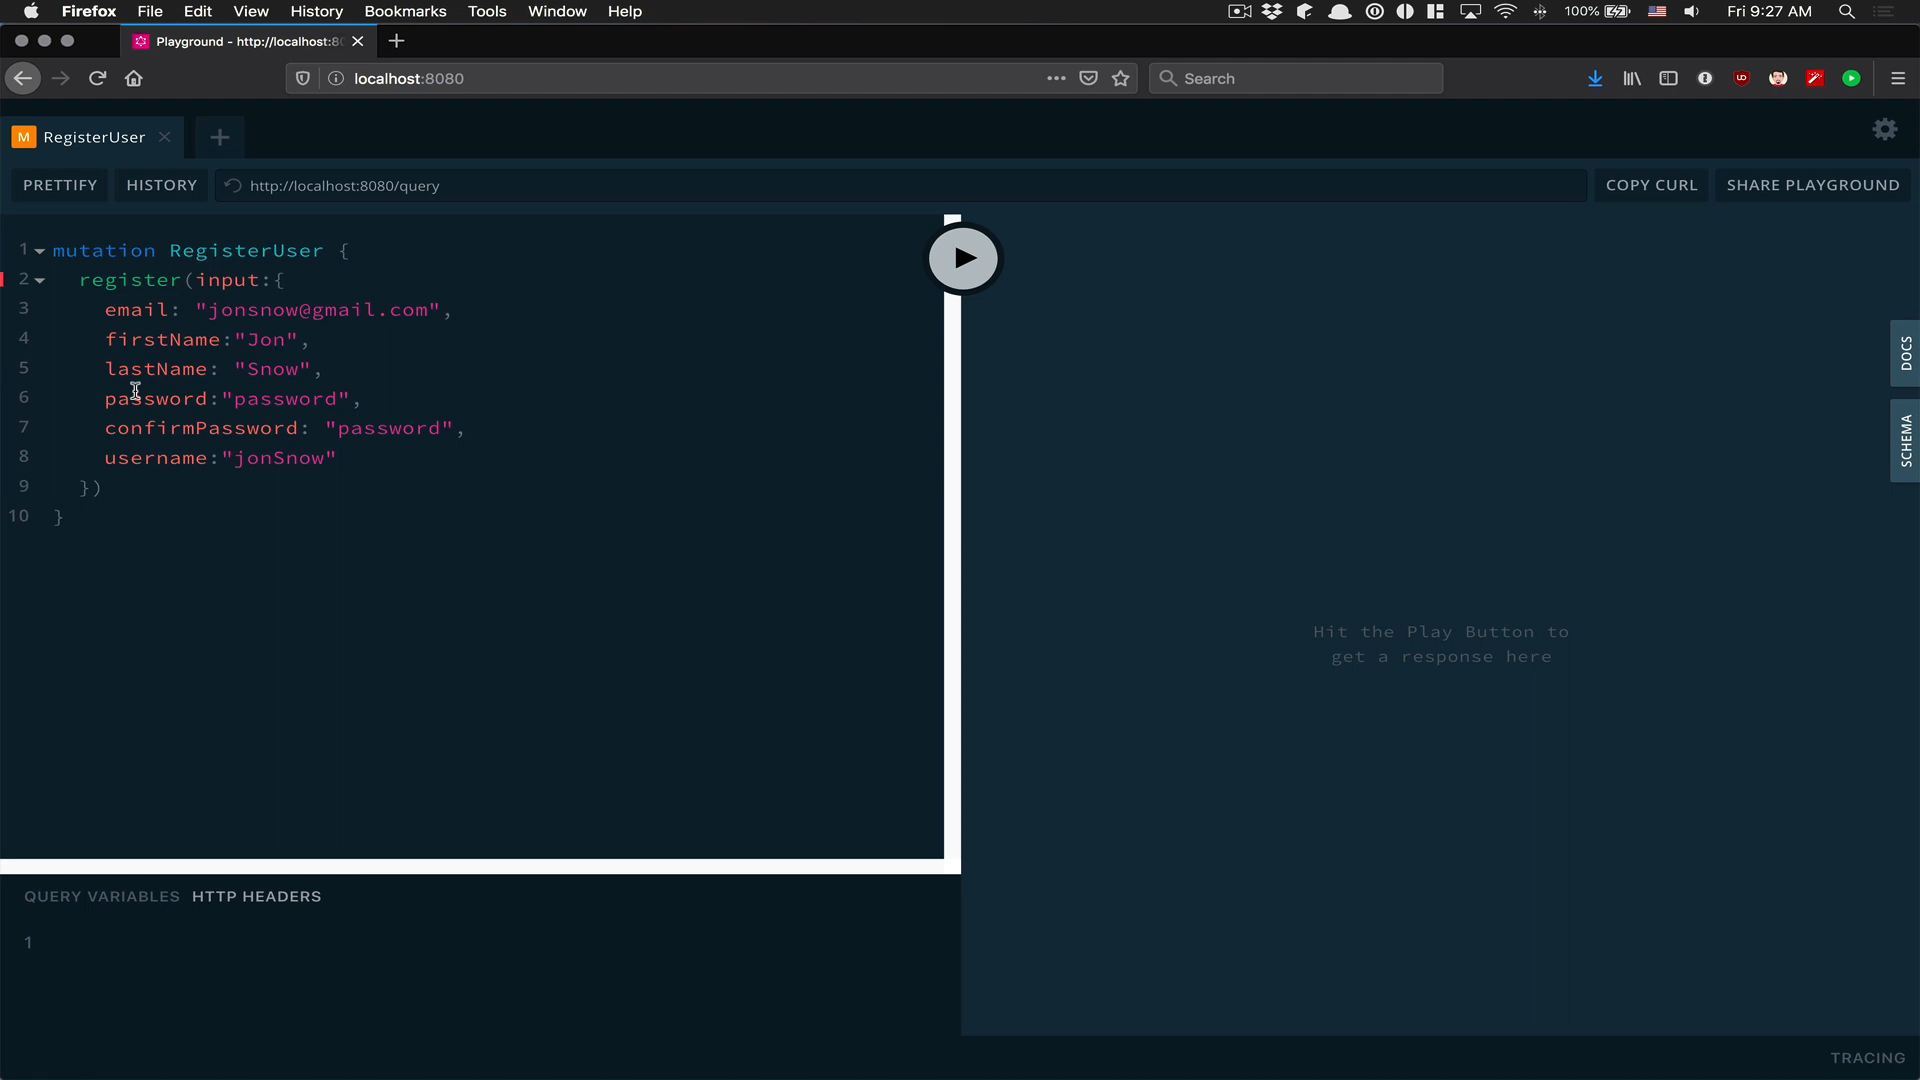 Firefox File Edit View History Bookmarks Tools Window Help 100% Fri 9:27 AM
Playground - http://localhost:80
localhost:8080 Search
M RegisterUser
PRETTIFY HISTORY http://localhost:8080/query COPY CURL SHARE PLAYGROUND
1 mutation RegisterUser {
2 register(input:{
3 email: "jonsnow@gmail.com",
4 firstName:"Jon",
5 lastName: "Snow",
6 password:"password",
7 confirmPassword: "password",
8 username:"jonSnow"
9 })
10 }
DOCS
SCHEMA
Hit the Play Button to
get a response here
QUERY VARIABLES HTTP HEADERS
1
TRACING